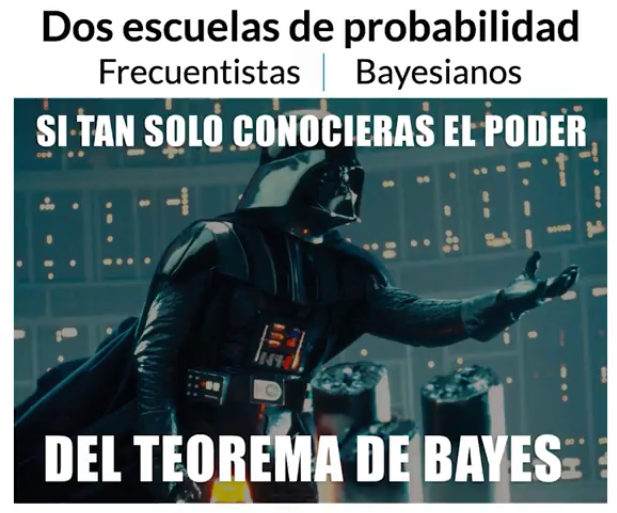 Dos escuelas de probabilidad
Frecuentistas | Bayesianos
SI TAN SOLO CONOCIERAS EL PODER
DEL TEOREMA DE BAYES